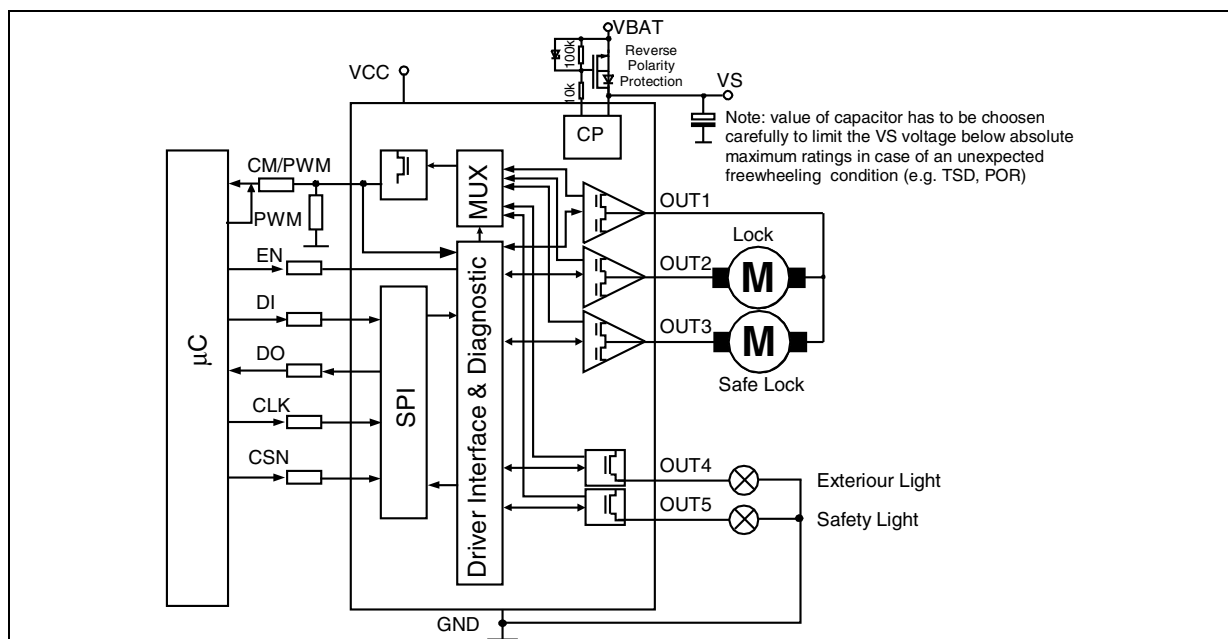 VBAT
100k
10k
Reverse
Polarity
Protection
VCC
VS
CP
Note: value of capacitor has to be choosen
carefully to limit the VS voltage below absolute
maximum ratings in case of an unexpected
freewheeling condition (e.g. TSD, POR)
µC
CM/PWM
PWM
EN
DI
DO
CLK
CSN
SPI
MUX
Driver Interface & Diagnostic
OUT1
OUT2
OUT3
Lock
M
M
Safe Lock
OUT4
Exteriour Light
OUT5
Safety Light
GND